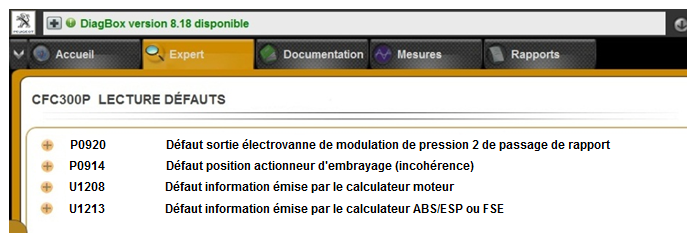 PEUGEOT
DiagBox version 8.18 disponible
Accueil Expert Documentation Mesures Rapports
CFC300P LECTURE DÉFAUTS
P0920 Défaut sortie électrovanne de modulation de pression 2 de passage de rapport
P0914 Défaut position actionneur d'embrayage (incohérence)
U1208 Défaut information émise par le calculateur moteur
U1213 Défaut information émise par le calculateur ABS/ESP ou FSE